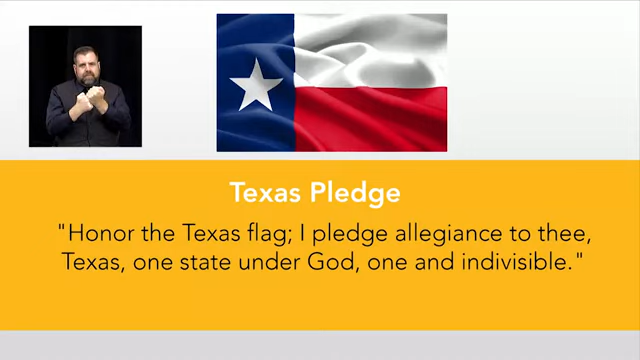 Texas Pledge
"Honor the Texas flag; I pledge allegiance to thee,
Texas, one state under God, one and indivisible."